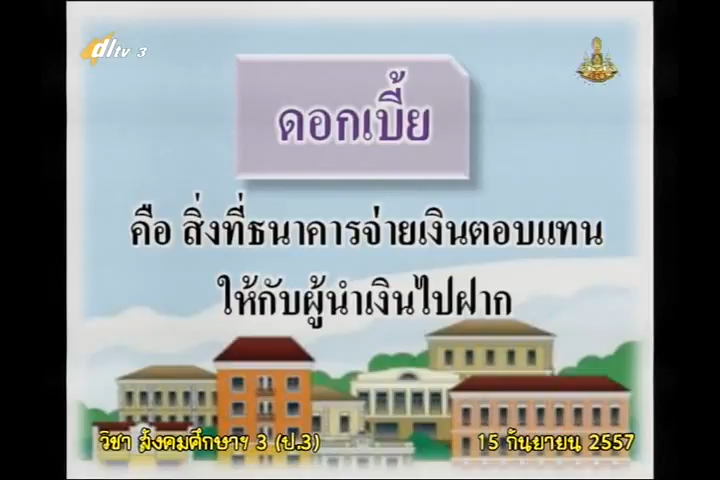 dltv 3
ดอกเบี้ย
คือ สิ่งที่ธนาคารจ่ายเงินตอบแทน
ให้กับผู้นำเงินไปฝาก
วิชา สังคมศึกษาฯ 3 (ป.3)
15 กันยายน 2557